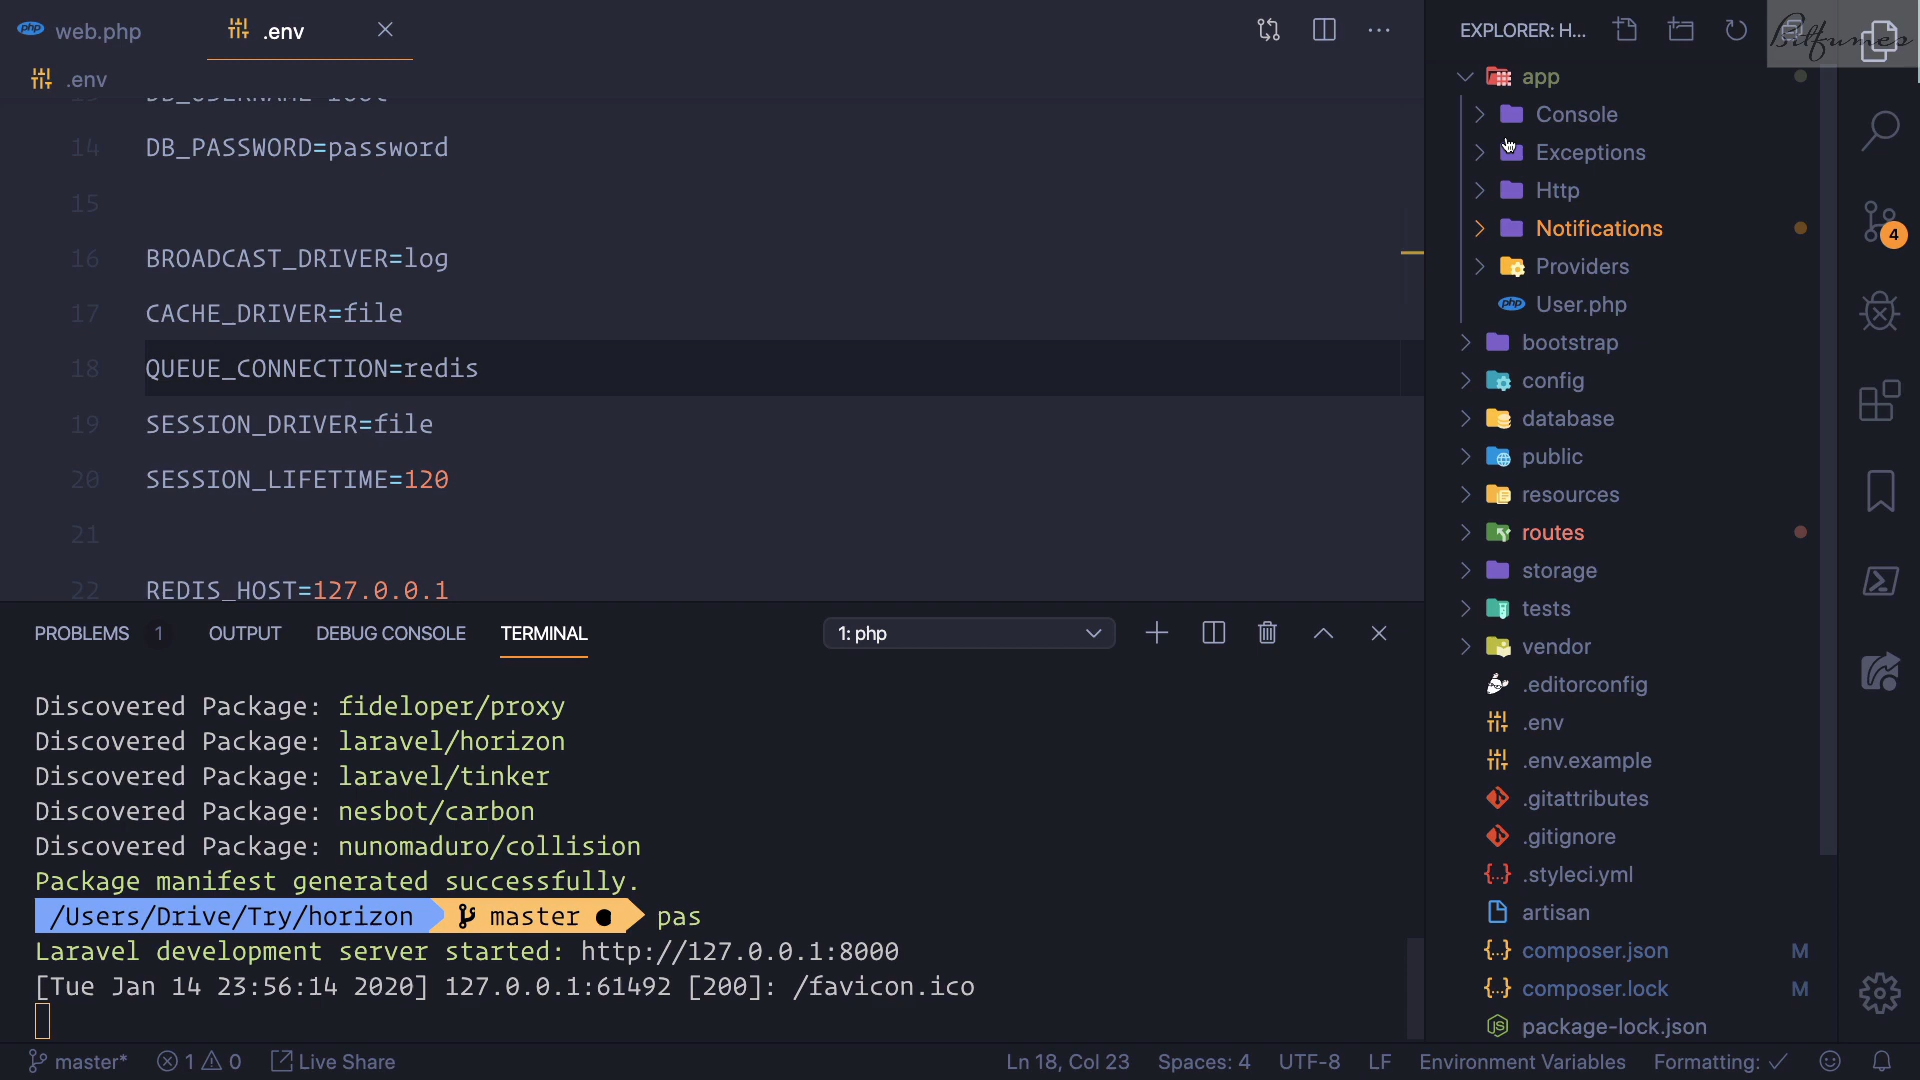 web.php
.env
EXPLORER: H...
Bitfumes
.env
14 DB_PASSWORD=password
15
16 BROADCAST_DRIVER=log
17 CACHE_DRIVER=file
18 QUEUE_CONNECTION=redis
19 SESSION_DRIVER=file
20 SESSION_LIFETIME=120
21
22 REDIS_HOST=127.0.0.1
PROBLEMS 1 OUTPUT DEBUG CONSOLE TERMINAL 1: php
Discovered Package: fideloper/proxy
Discovered Package: laravel/horizon
Discovered Package: laravel/tinker
Discovered Package: nesbot/carbon
Discovered Package: nunomaduro/collision
Package manifest generated successfully.
/Users/Drive/Try/horizon master ● pas
Laravel development server started: http://127.0.0.1:8000
[Tue Jan 14 23:56:14 2020] 127.0.0.1:61492 [200]: /favicon.ico
app
Console
Exceptions
Http
Notifications
Providers
php User.php
bootstrap
config
database
public
resources
routes
storage
tests
vendor
.editorconfig
.env
.env.example
.gitattributes
.gitignore
.styleci.yml
artisan
composer.json M
composer.lock M
package-lock.json
4
master* 1 0 Live Share Ln 18, Col 23 Spaces: 4 UTF-8 LF Environment Variables Formatting: ✓